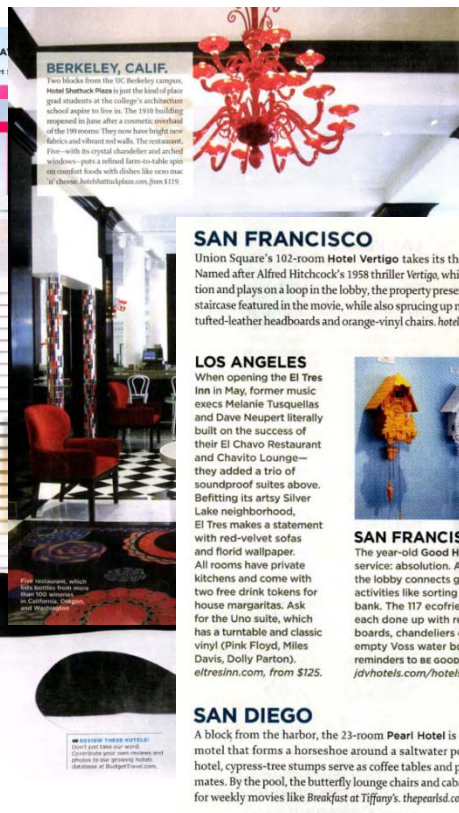 BERKELEY, CALIF.
Two blocks from the UC Berkeley campus,
Hotel Shattuck Plaza is just the kind of place
grad students at the college's architecture
school aspire to live in. The 1910 building
reopened in June after a cosmetic overhaul
of the 199 rooms: They now have bright new
fabrics and vibrant red walls. The restaurant,
Five—with its crystal chandelier and arched
windows—puts a refined farm-to-table spin
on comfort foods with dishes like orzo mac
'n' cheese. hotelshattuckplaza.com, from $119.
SAN FRANCISCO
Union Square's 102-room Hotel Vertigo takes its th
Named after Alfred Hitchcock's 1958 thriller Vertigo, whi
tion and plays on a loop in the lobby, the property prese
staircase featured in the movie, while also sprucing up
tufted-leather headboards and orange-vinyl chairs. hotel
LOS ANGELES
When opening the El Tres
Inn in May, former music
execs Melanie Tusquellas
and Dave Neupert literally
built on the success of
their El Chavo Restaurant
and Chavito Lounge—
they added a trio of
soundproof suites above.
Befitting its artsy Silver
Lake neighborhood,
El Tres makes a statement
with red-velvet sofas
and florid wallpaper.
All rooms have private
kitchens and come with
two free drink tokens for
house margaritas. Ask
for the Uno suite, which
has a turntable and classic
vinyl (Pink Floyd, Miles
Davis, Dolly Parton).
eltresinn.com, from $125.
SAN FRANCIS
The year-old Good H
service: absolution. A
the lobby connects g
activities like sorting
bank. The 117 ecofrie
each done up with re
boards, chandeliers
empty Voss water bo
reminders to BE GOOD
jdvhotels.com/hotels
Five restaurant, which
lists bottles from more
than 100 wineries
in California, Oregon,
and Washington
SAN DIEGO
A block from the harbor, the 23-room Pearl Hotel is
motel that forms a horseshoe around a saltwater po
hotel, cypress-tree stumps serve as coffee tables and p
mates. By the pool, the butterfly lounge chairs and cab
for weekly movies like Breakfast at Tiffany's. thepearlsd.co
REVIEW THESE HOTELS!
Don't just take our word.
Contribute your own reviews and
photos to our growing hotels
database at BudgetTravel.com.